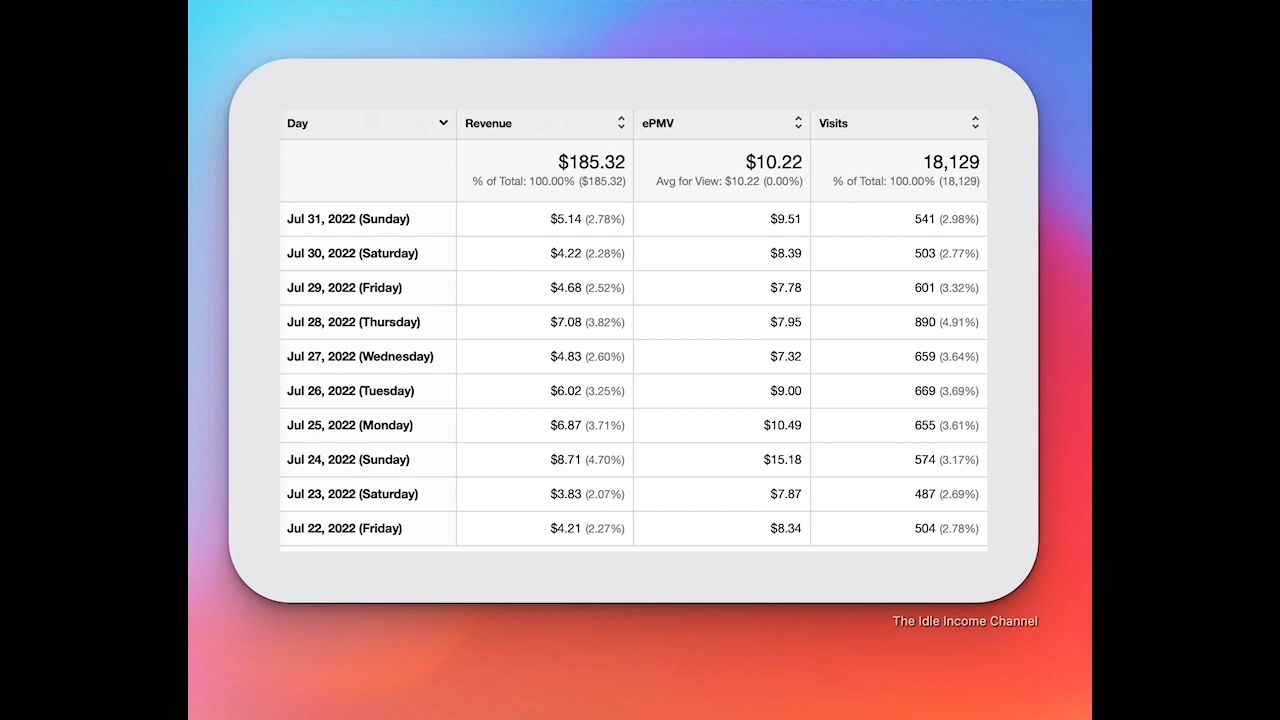 Day Revenue ePMV Visits
$185.32 $10.22 18,129
% of Total: 100.00% ($185.32) Avg for View: $10.22 (0.00%) % of Total: 100.00% (18,129)
Jul 31, 2022 (Sunday) $5.14 (2.78%) $9.51 541 (2.98%)
Jul 30, 2022 (Saturday) $4.22 (2.28%) $8.39 503 (2.77%)
Jul 29, 2022 (Friday) $4.68 (2.52%) $7.78 601 (3.32%)
Jul 28, 2022 (Thursday) $7.08 (3.82%) $7.95 890 (4.91%)
Jul 27, 2022 (Wednesday) $4.83 (2.60%) $7.32 659 (3.64%)
Jul 26, 2022 (Tuesday) $6.02 (3.25%) $9.00 669 (3.69%)
Jul 25, 2022 (Monday) $6.87 (3.71%) $10.49 655 (3.61%)
Jul 24, 2022 (Sunday) $8.71 (4.70%) $15.18 574 (3.17%)
Jul 23, 2022 (Saturday) $3.83 (2.07%) $7.87 487 (2.69%)
Jul 22, 2022 (Friday) $4.21 (2.27%) $8.34 504 (2.78%)
The Idle Income Channel